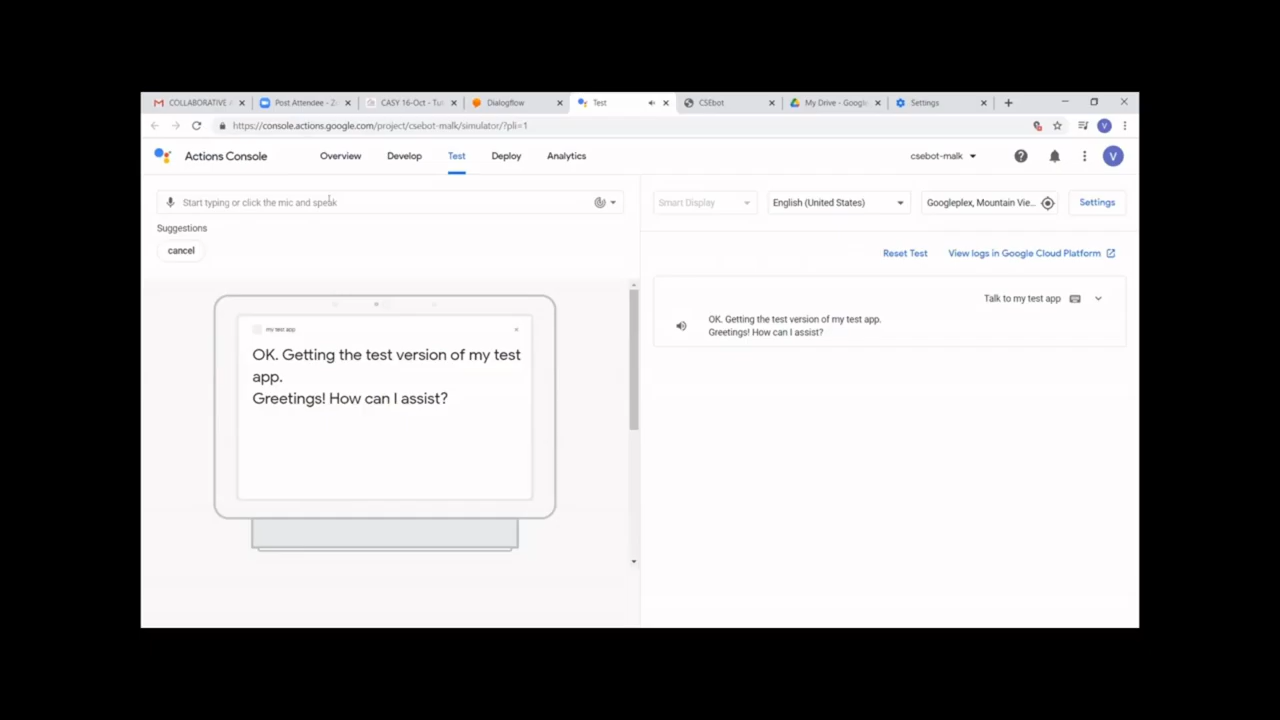 COLLABORATIVE
Post Attendee - Z
CASY 16-Oct - Tu
Dialogflow
Test
CSEbot
My Drive - Google
Settings
https://console.actions.google.com/project/csebot-malk/simulator/?pli=1
V
Actions Console
Overview
Develop
Test
Deploy
Analytics
csebot-malk
V
Start typing or click the mic and speak
Smart Display
English (United States)
Googleplex, Mountain Vie...
Settings
Suggestions
cancel
Reset Test
View logs in Google Cloud Platform
Talk to my test app
OK. Getting the test version of my test app.
Greetings! How can I assist?
my test app
OK. Getting the test version of my test
app.
Greetings! How can I assist?